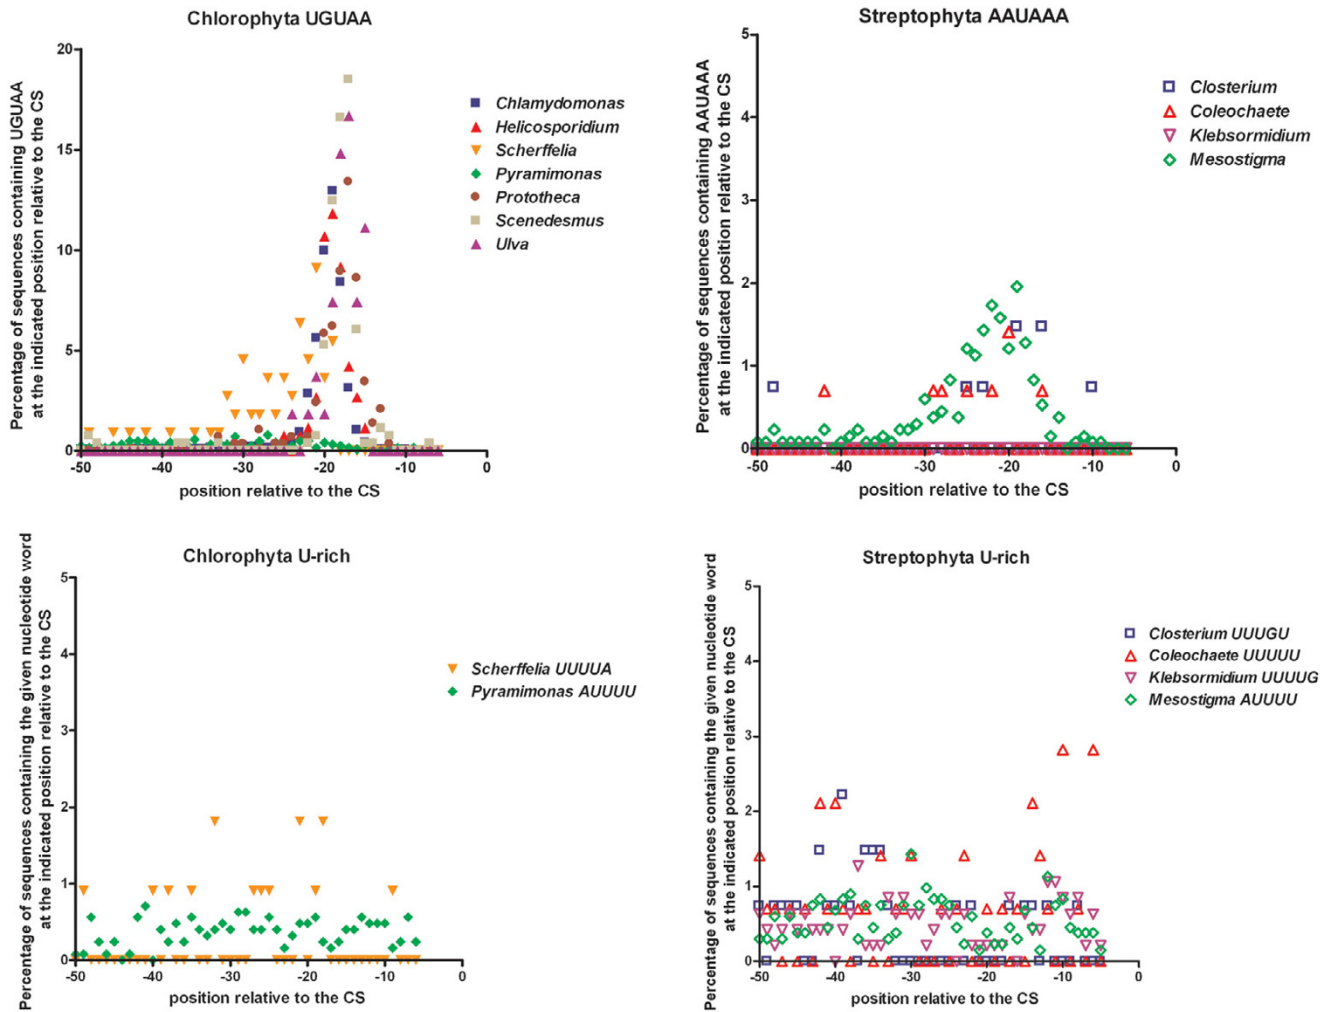 Chlorophyta UGUAA
Percentage of sequences containing UGUAA
at the indicated position relative to the CS
20
15
10
5
0
-50
-40
-30
-20
-10
0
position relative to the CS
Chlamydomonas
Helicosporidium
Scherffelia
Pyramimonas
Prototheca
Scenedesmus
Ulva
Streptophyta AAUAAA
Percentage of sequences containing AAUAAA
at the indicated position relative to the CS
5
4
3
2
1
0
-50
-40
-30
-20
-10
0
position relative to the CS
Closterium
Coleochaete
Klebsormidium
Mesostigma
Chlorophyta U-rich
Percentage of sequences containing the given nucleotide word
at the indicated position relative to the CS
5
4
3
2
1
0
-50
-40
-30
-20
-10
0
position relative to the CS
Scherffelia UUUUA
Pyramimonas AUUUU
Streptophyta U-rich
Percentage of sequences containing the given nucleotide word
at the indicated position relative to the CS
5
4
3
2
1
0
-50
-40
-30
-20
-10
0
position relative to the CS
Closterium UUUGU
Coleochaete UUUUU
Klebsormidium UUUUG
Mesostigma AUUUU